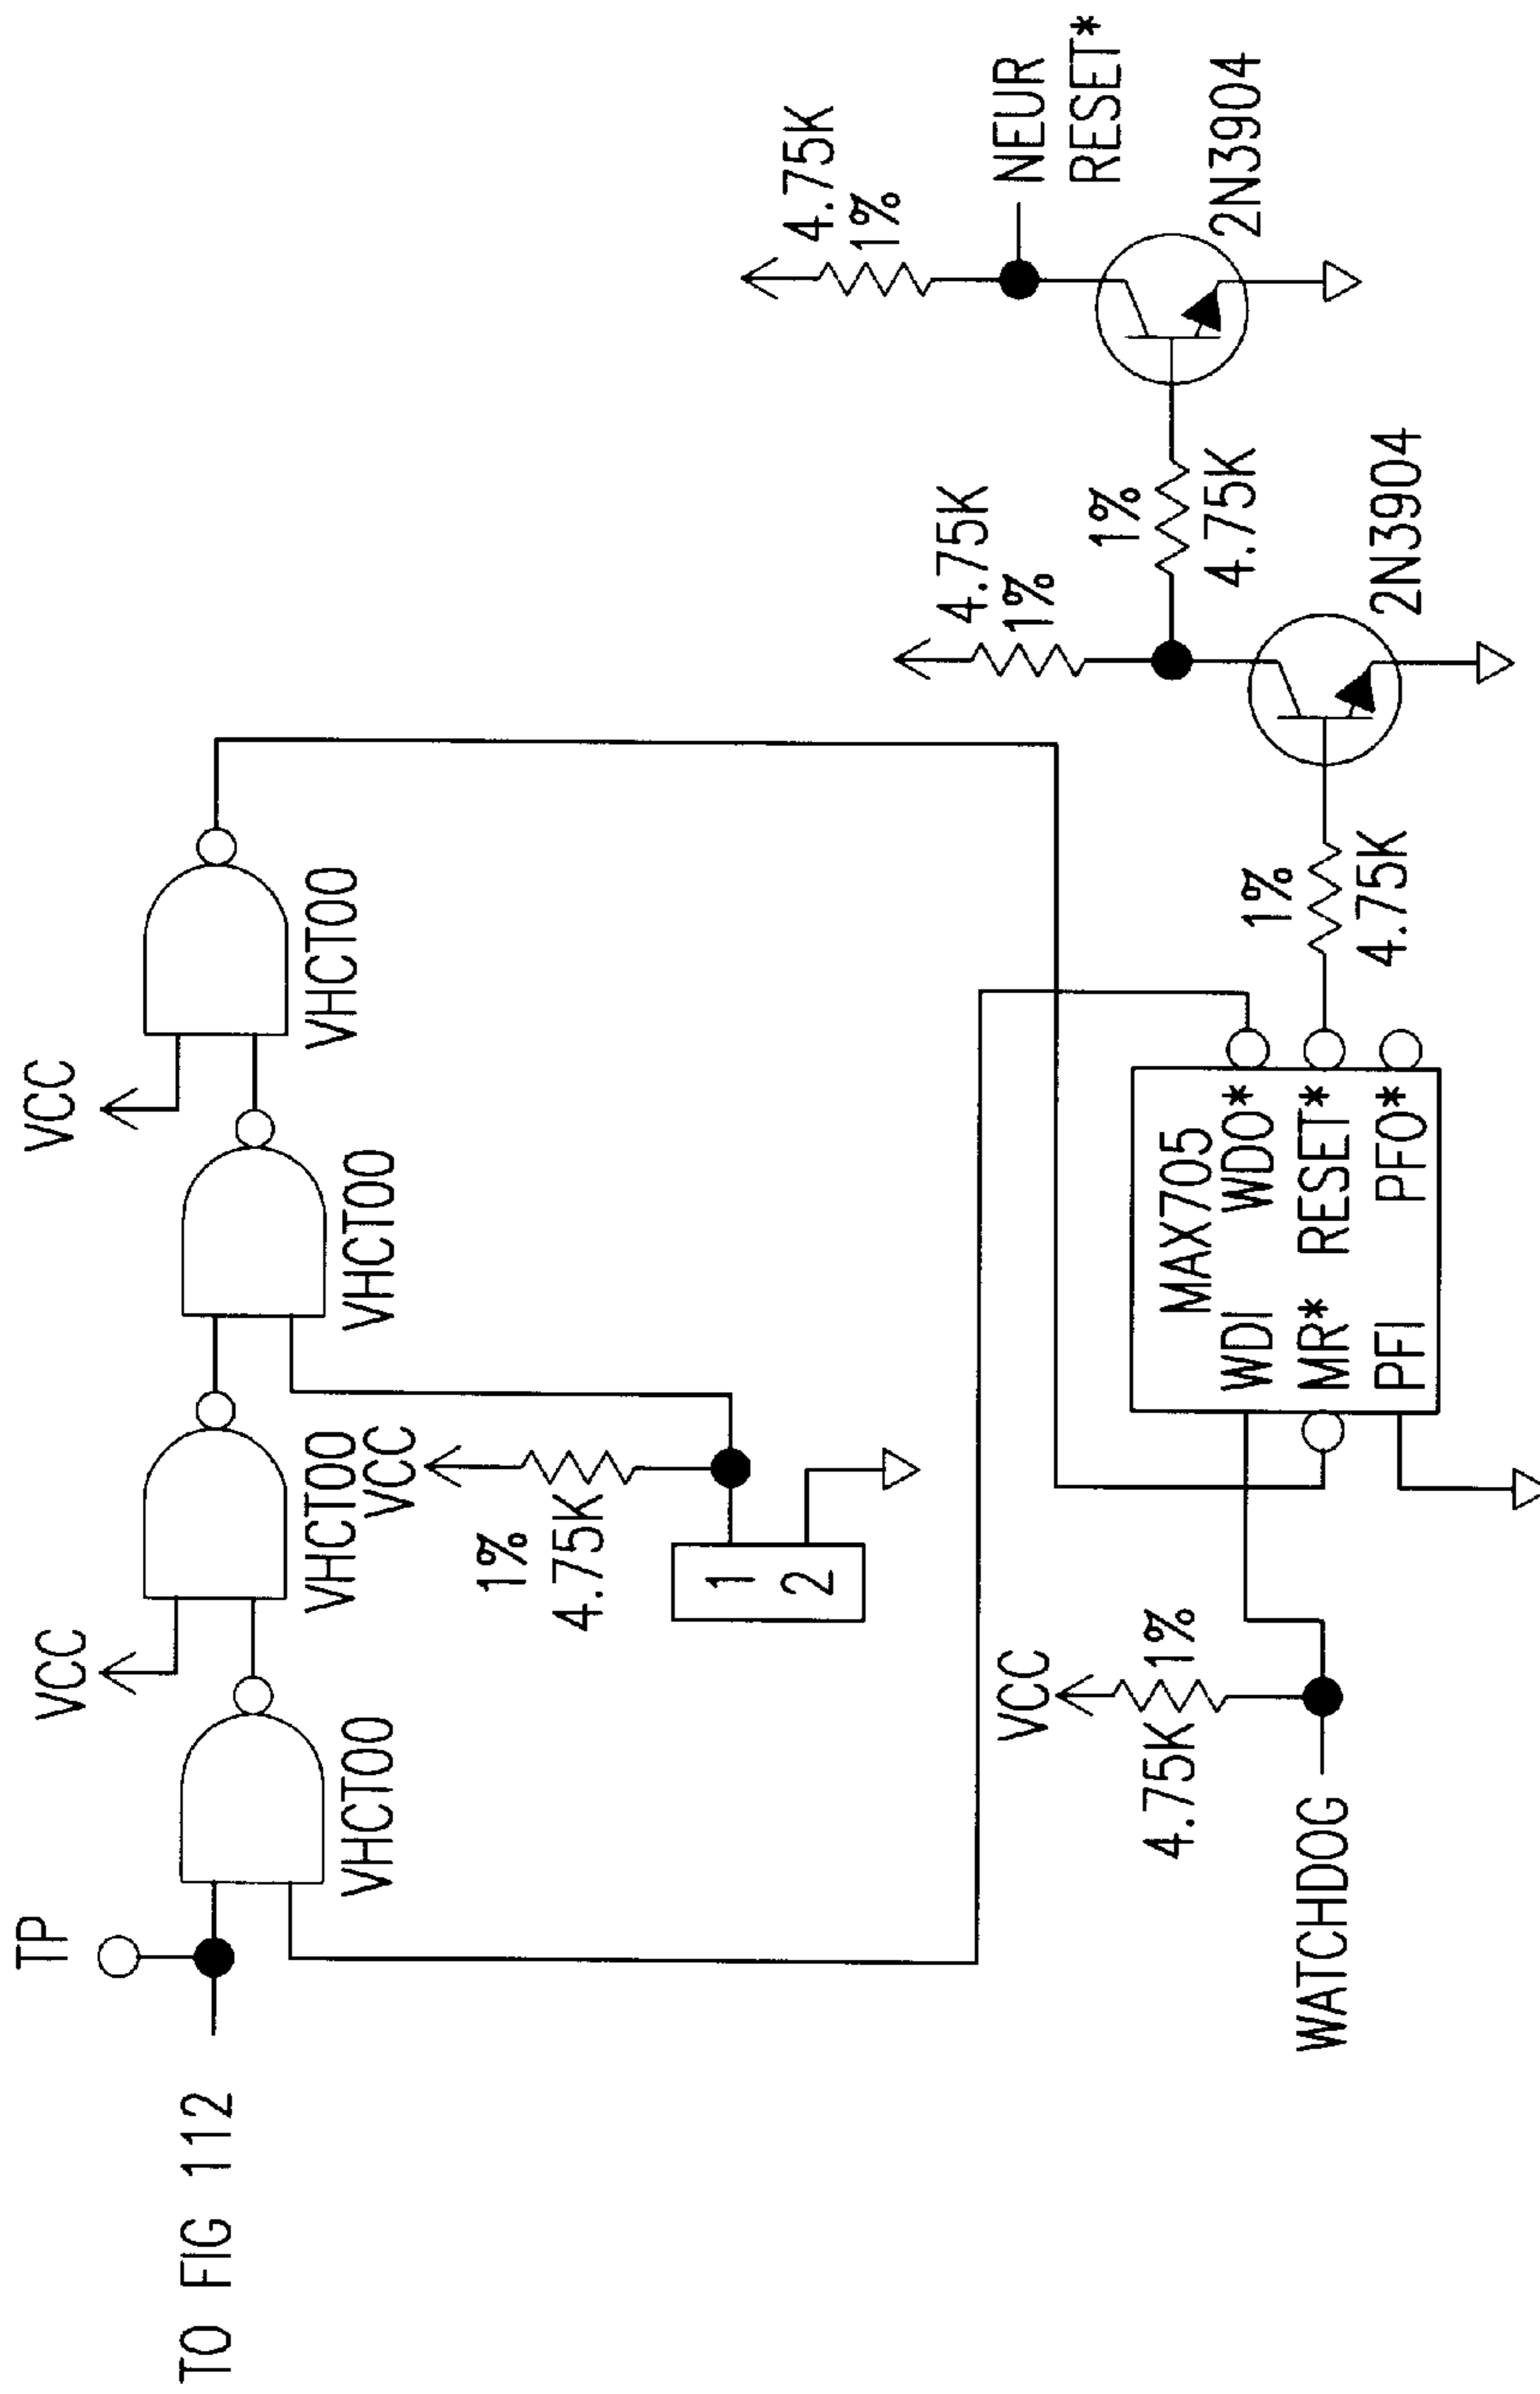 TO FIG 112
TP
VHCT00
VCC
VHCT00
VHCT00
VCC
VHCT00
VCC
1%
4.75K
1
2
WATCHDOG
VCC
4.75K
1%
MAX705
WDI WDO*
MR* RESET*
PFI PFO*
1%
4.75K
4.75K
1%
2N3904
1%
4.75K
4.75K
1%
NEUR
RESET*
2N3904